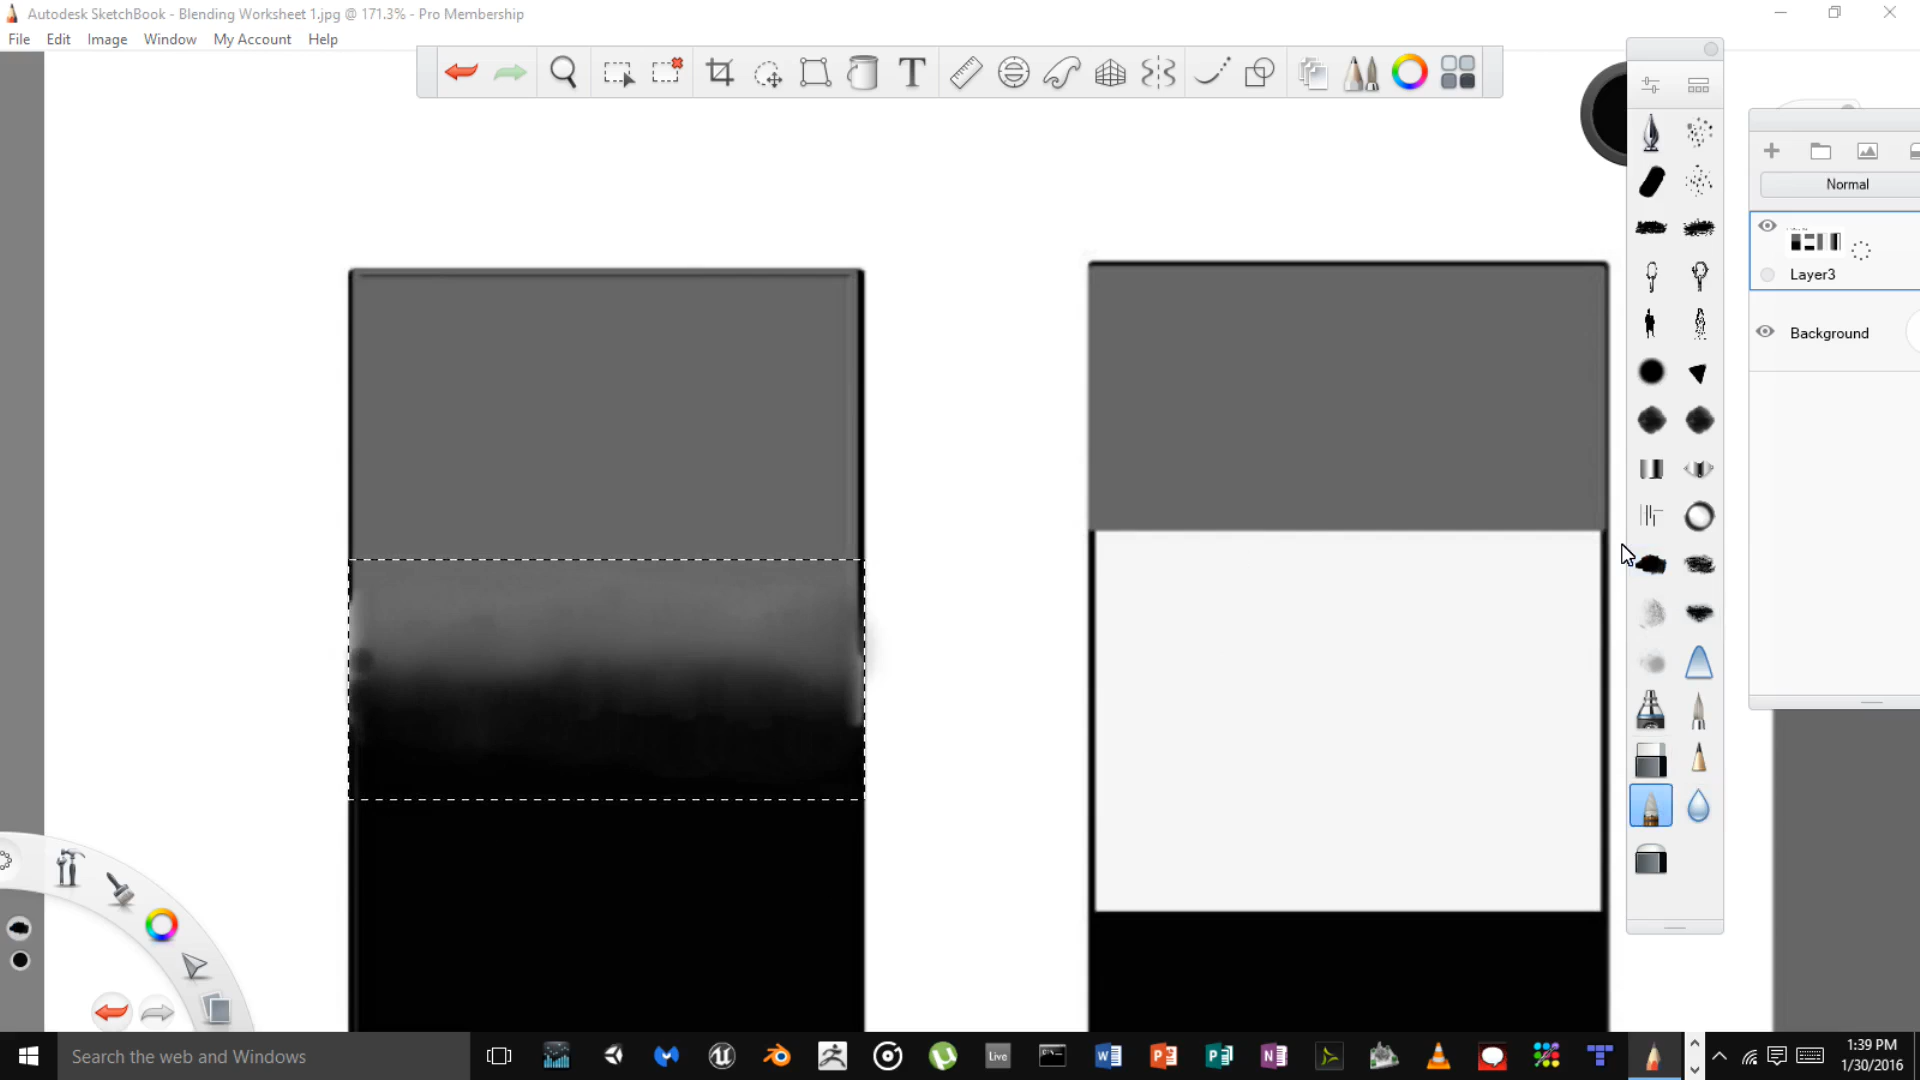 Autodesk SketchBook - Blending Worksheet 1.jpg @ 171.3% - Pro Membership
File Edit Image Window My Account Help
T
Normal
Layer3
Background
Search the web and Windows
Live
1:39 PM
1/30/2016